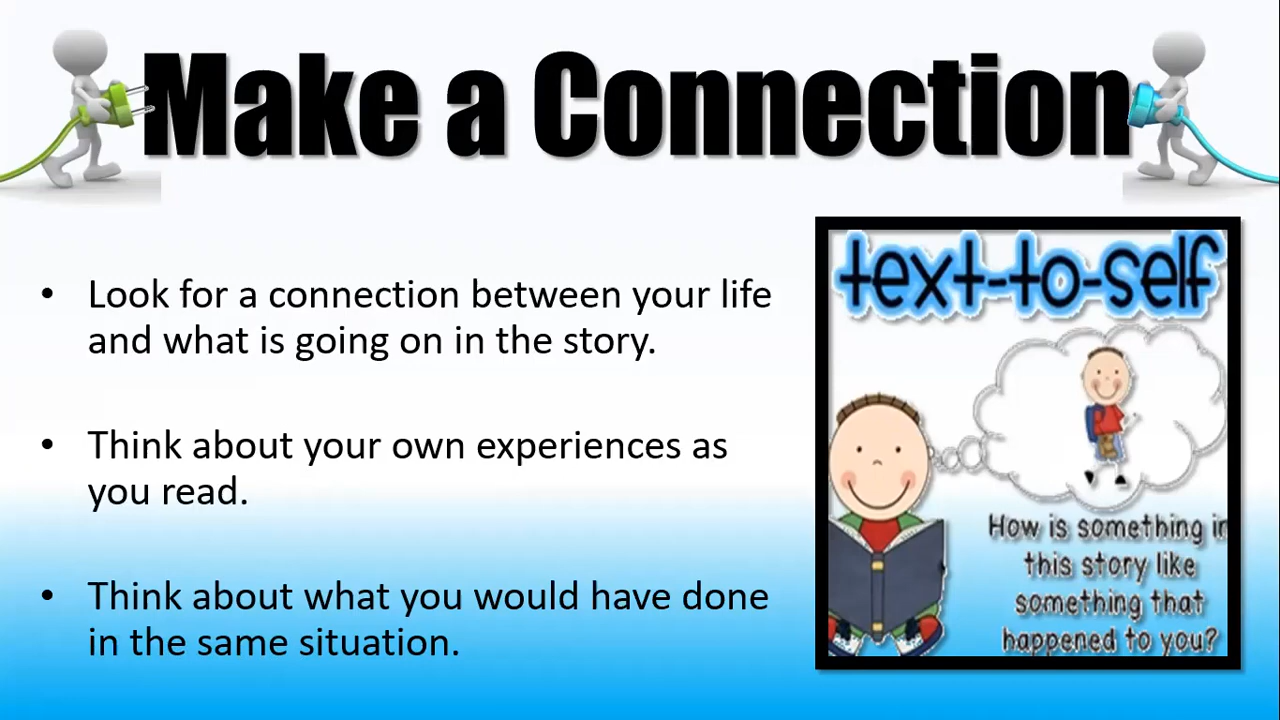 Make a Connection
• Look for a connection between your life
and what is going on in the story.
• Think about your own experiences as
you read.
• Think about what you would have done
in the same situation.
text-to-self
How is something in
this story like
something that
happened to you?